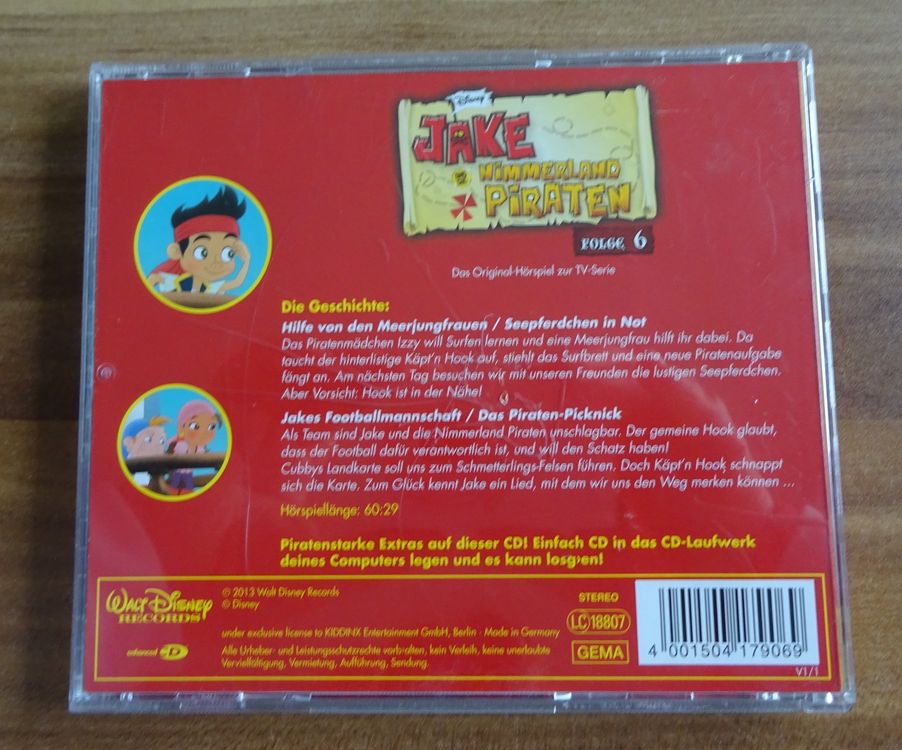 Disney
JAKE
NiMMERLAND
PiRATEN
FOLGE 6
Das Original-Hörspiel zur TV-Serie
Die Geschichte:
Hilfe von den Meerjungfrauen / Seepferdchen in Not
Das Piratenmädchen Izzy will Surfen lernen und eine Meerjungfrau hilft ihr dabei. Da
taucht der hinterlistige Käpt'n Hook auf, stiehlt das Surfbrett und eine neue Piratenaufgabe
fängt an. Am nächsten Tag besuchen wir mit unseren Freunden die lustigen Seepferdchen.
Aber Vorsicht: Hook ist in der Nähe!
Jakes Footballmannschaft / Das Piraten-Picknick
Als Team sind Jake und die Nimmerland Piraten unschlagbar. Der gemeine Hook glaubt,
dass der Football dafür verantwortlich ist, und will den Schatz haben!
Cubbys Landkarte soll uns zum Schmetterlings-Felsen führen. Doch Käpt'n Hook schnappt
sich die Karte. Zum Glück kennt Jake ein Lied, mit dem wir uns den Weg merken können ...
Hörspiellänge: 60:29
Piratenstarke Extras auf dieser CD! Einfach CD in das CD-Laufwerk
deines Computers legen und es kann losgehen!
WALT DISNEY
RECORDS
℗ 2013 Walt Disney Records
© Disney
STEREO
LC 18807
GEMA
enhanced CD
under exclusive license to KIDDINX Entertainment GmbH, Berlin · Made in Germany
Alle Urheber- und Leistungsschutzrechte vorbehalten, kein Verleih, keine unerlaubte
Vervielfältigung, Vermietung, Aufführung, Sendung.
4 001504 179069
V1/1